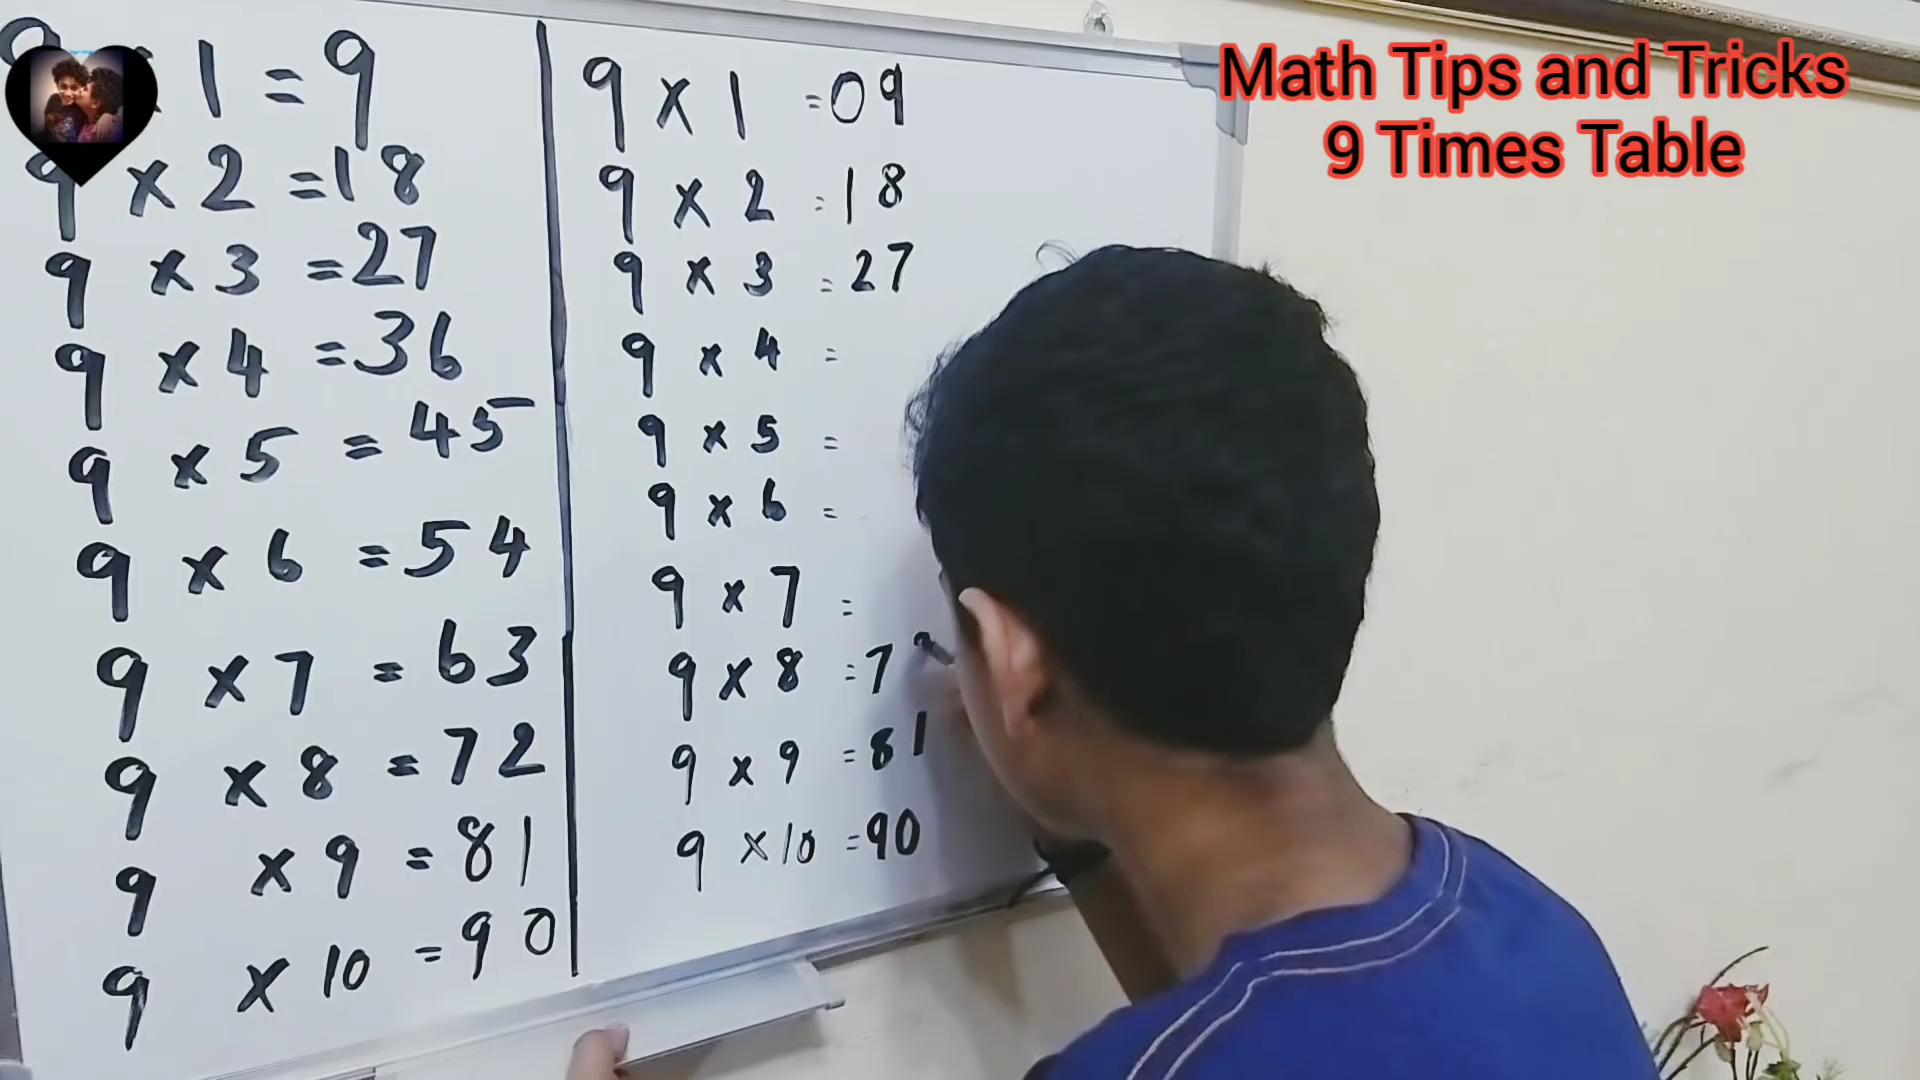 Math Tips and Tricks
9 Times Table
9 x 1 = 9
9 x 2 = 18
9 x 3 = 27
9 x 4 = 36
9 x 5 = 45
9 x 6 = 54
9 x 7 = 63
9 x 8 = 72
9 x 9 = 81
9 x 10 = 90
9 x 1 = 09
9 x 2 = 18
9 x 3 = 27
9 x 4 =
9 x 5 =
9 x 6 =
9 x 7 =
9 x 8 = 7
9 x 9 = 81
9 x 10 = 90